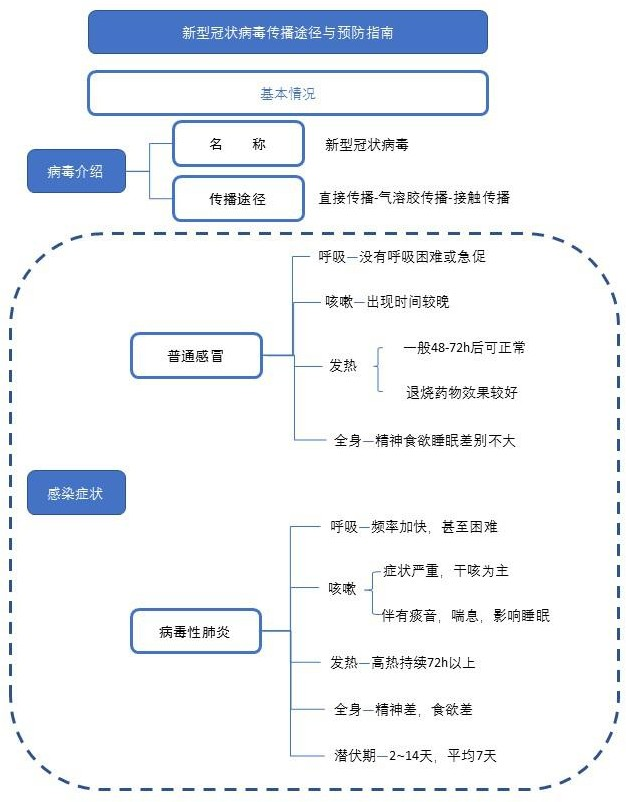 新型冠状病毒传播途径与预防指南
基本情况
病毒介绍
名 称
新型冠状病毒
传播途径
直接传播-气溶胶传播-接触传播
感染症状
普通感冒
呼吸—没有呼吸困难或急促
咳嗽—出现时间较晚
发热
一般48-72h后可正常
退烧药物效果较好
全身—精神食欲睡眠差别不大
病毒性肺炎
呼吸—频率加快，甚至困难
咳嗽
症状严重，干咳为主
伴有痰音，喘息，影响睡眠
发热—高热持续72h以上
全身—精神差，食欲差
潜伏期—2~14天，平均7天